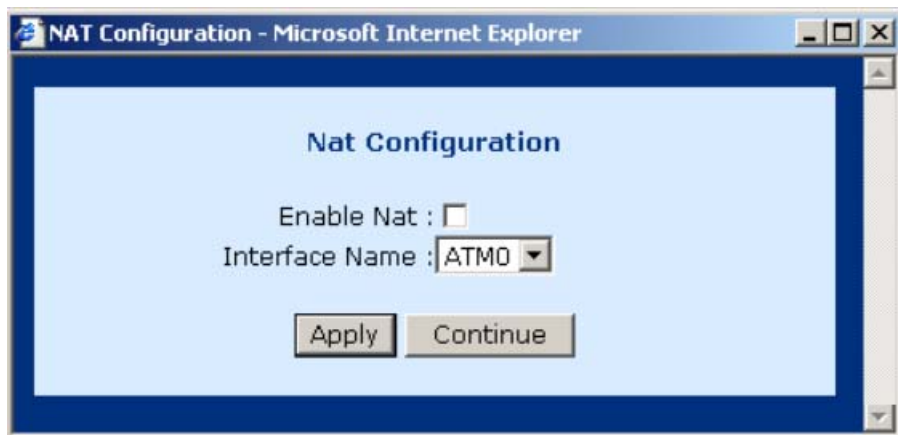 NAT Configuration - Microsoft Internet Explorer
Nat Configuration
Enable Nat :
Interface Name : ATM0
Apply Continue